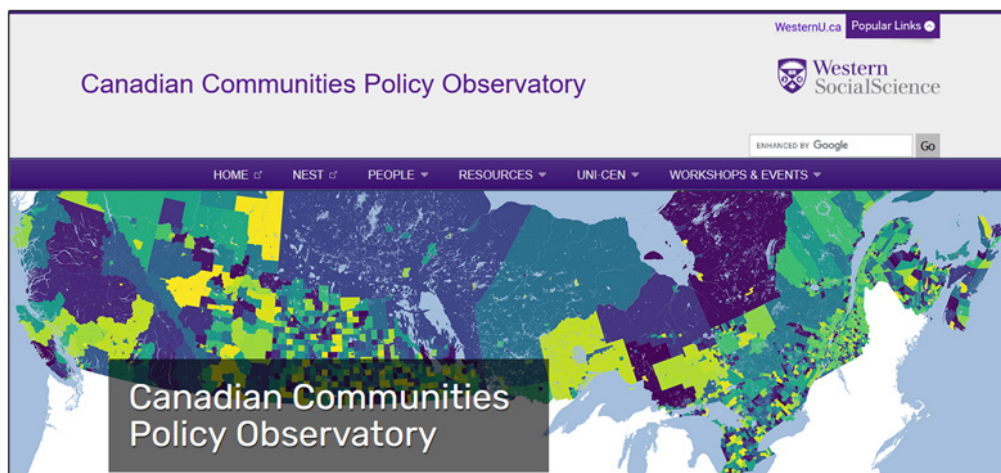 WesternU.ca Popular Links
Canadian Communities Policy Observatory
Western
SocialScience
ENHANCED BY Google Go
HOME NEST PEOPLE RESOURCES UNI·CEN WORKSHOPS & EVENTS
Canadian Communities
Policy Observatory